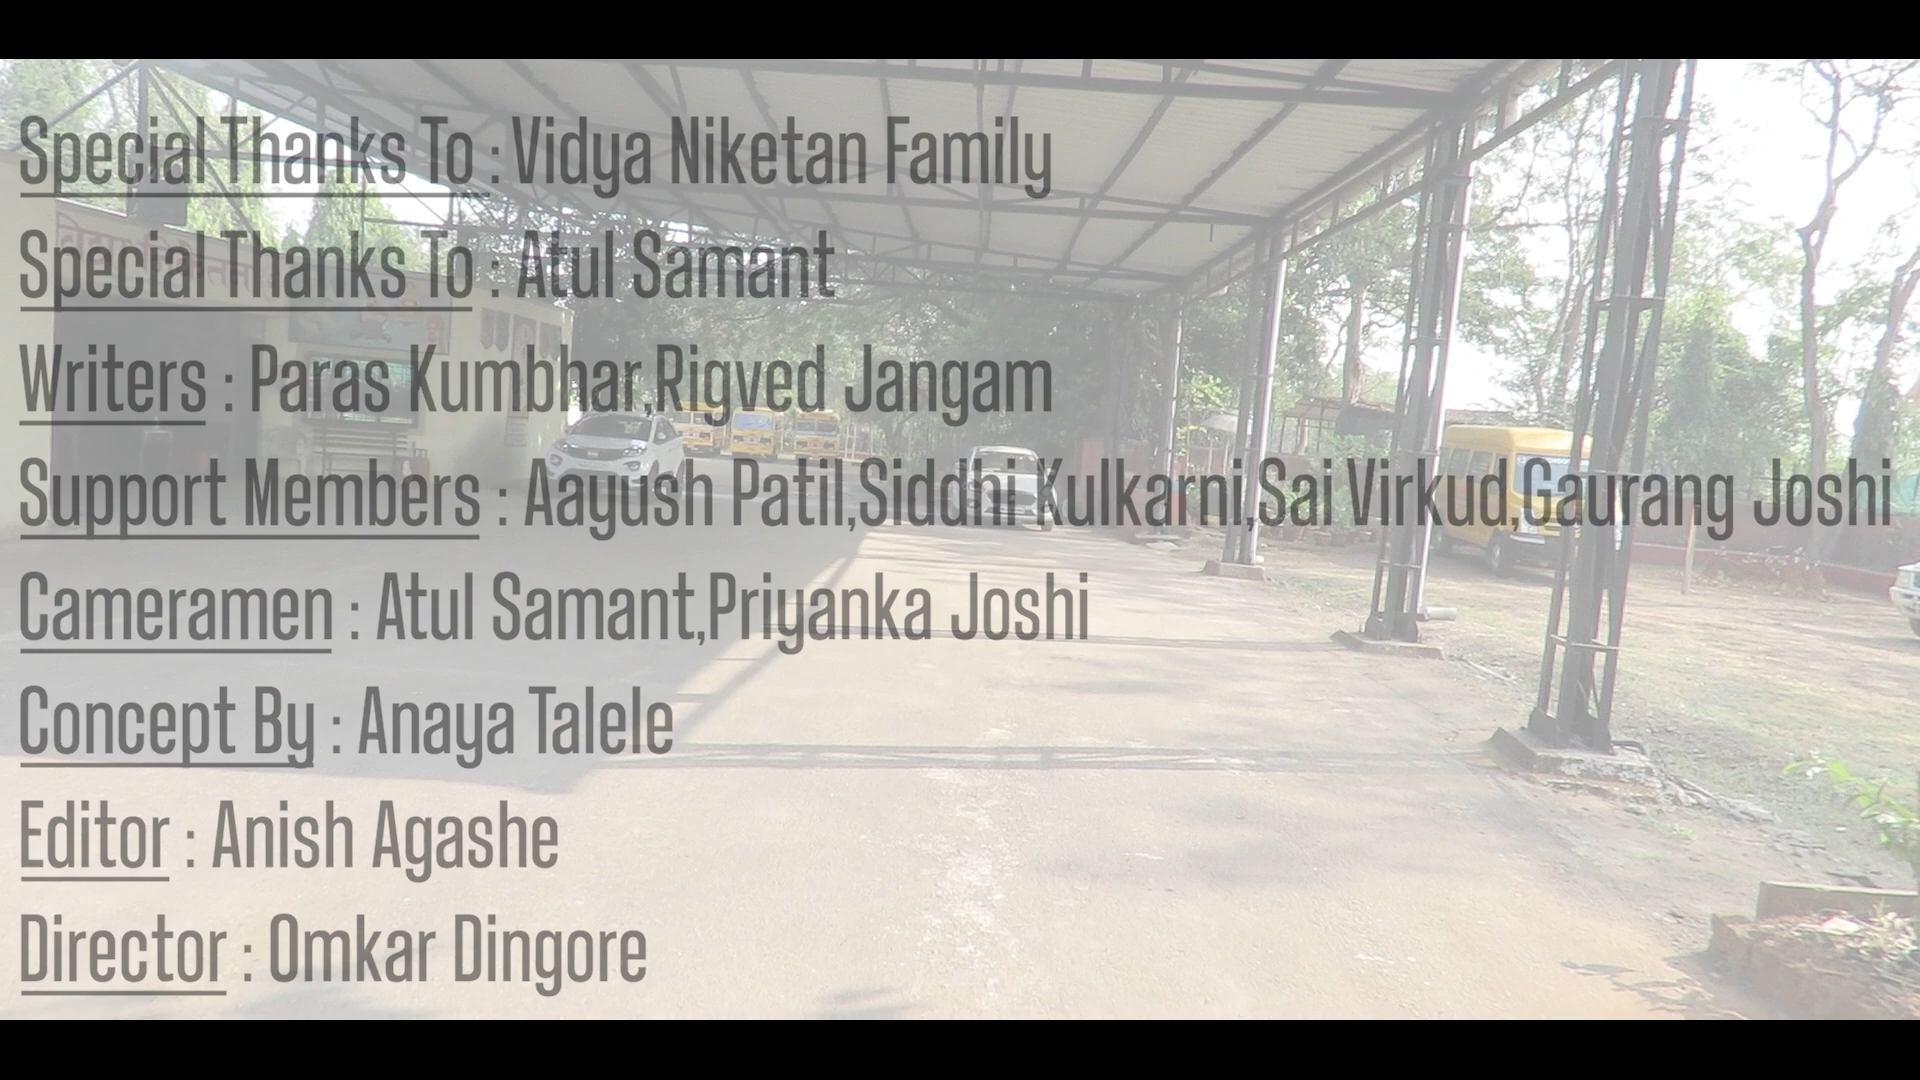 Special Thanks To : Vidya Niketan Family
Special Thanks To : Atul Samant
Writers : Paras Kumbhar,Rigved Jangam
Support Members : Aayush Patil,Siddhi Kulkarni,Sai Virkud,Gaurang Joshi
Cameramen : Atul Samant,Priyanka Joshi
Concept By : Anaya Talele
Editor : Anish Agashe
Director : Omkar Dingore